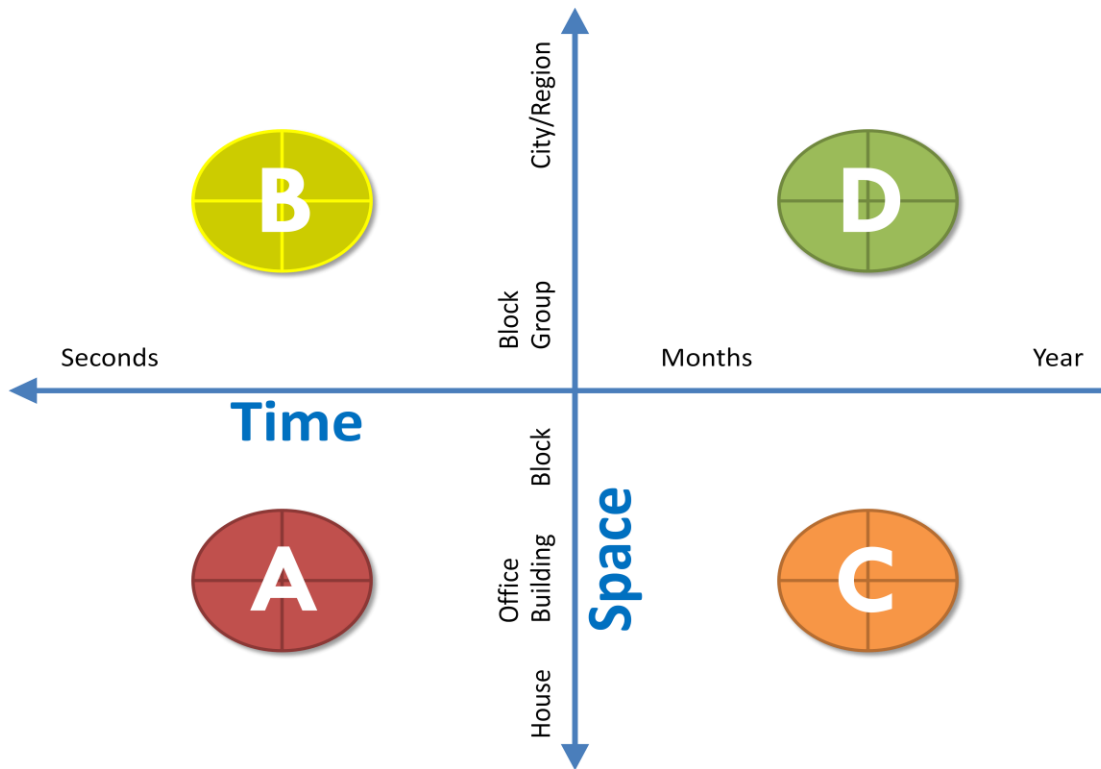 City/Region
B
D
Block
Group
Seconds
Months
Year
Time
Block
Space
A
Office
Building
C
House